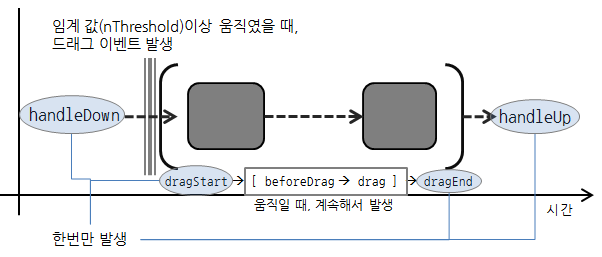 임계 값(nThreshold)이상 움직였을 때,
드래그 이벤트 발생
handleDown
handleUp
dragStart
[ beforeDrag → drag ]
dragEnd
움직일 때, 계속해서 발생
시간
한번만 발생